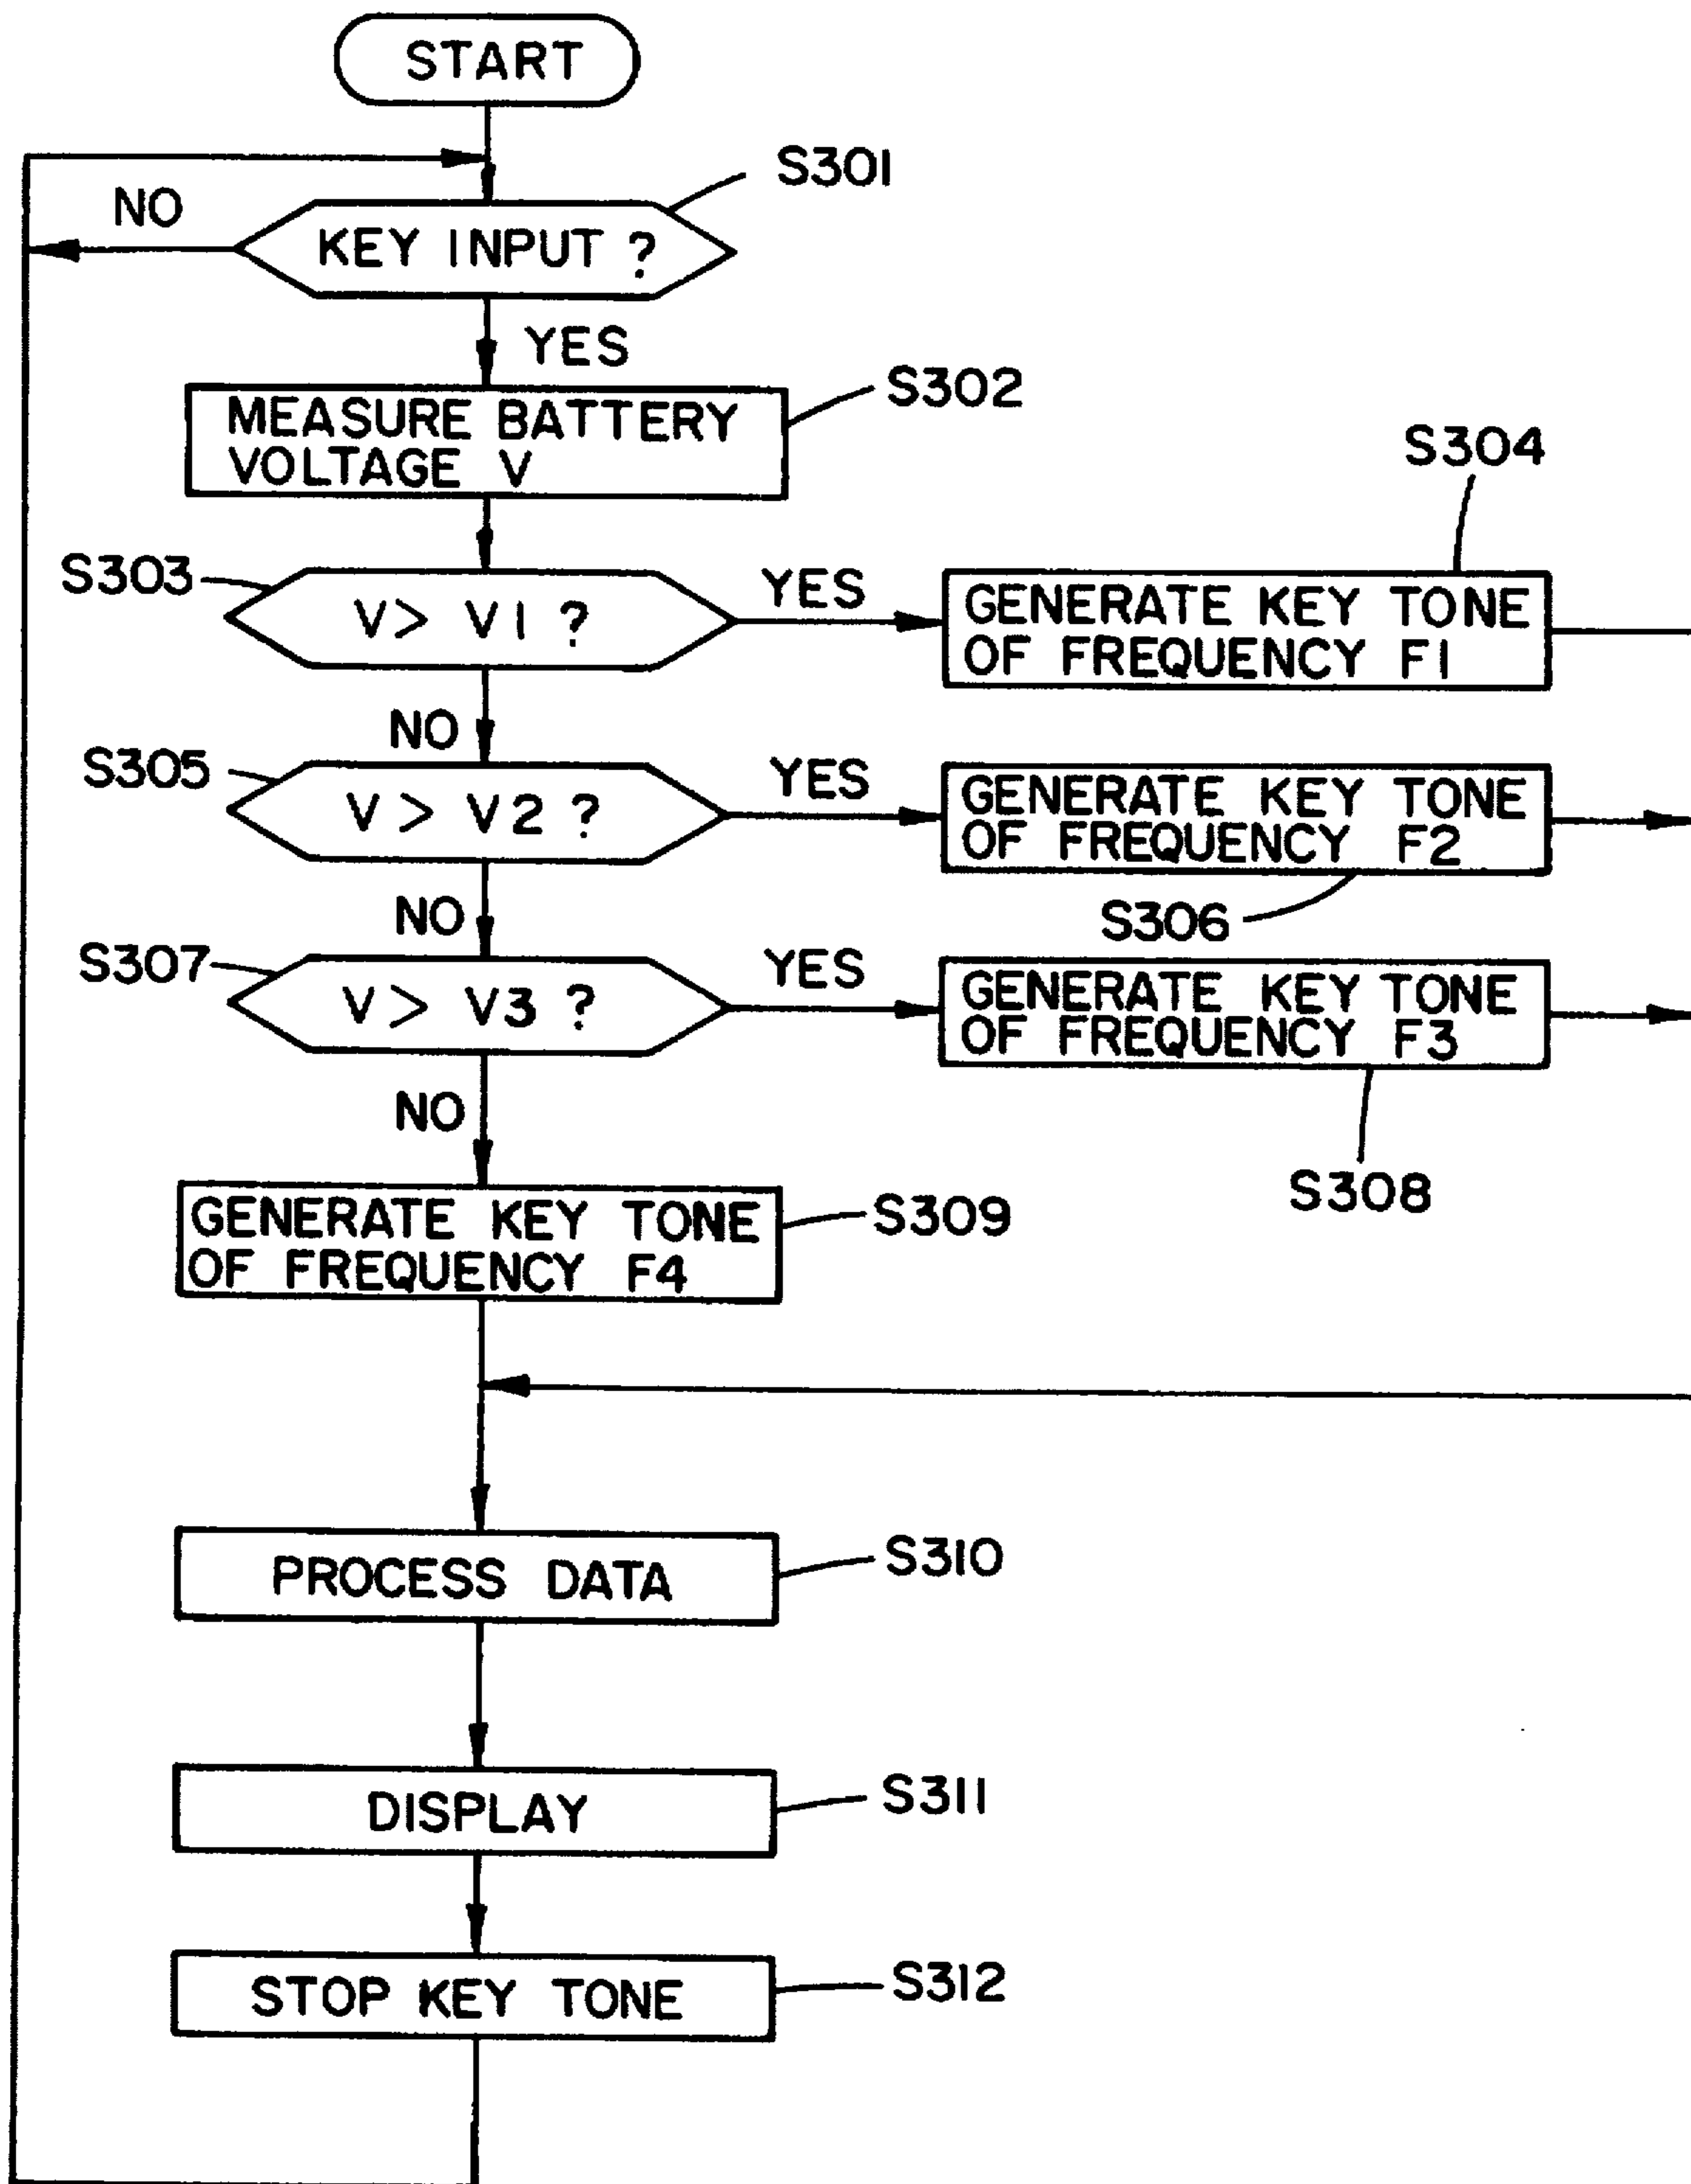 START
S301
NO
KEY INPUT ?
YES
S302
MEASURE BATTERY
VOLTAGE V
S304
S303
V > V1 ?
YES
GENERATE KEY TONE
OF FREQUENCY F1
NO
S305
V > V2 ?
YES
GENERATE KEY TONE
OF FREQUENCY F2
S306
NO
S307
V > V3 ?
YES
GENERATE KEY TONE
OF FREQUENCY F3
S308
NO
GENERATE KEY TONE
OF FREQUENCY F4
S309
PROCESS DATA
S310
DISPLAY
S311
STOP KEY TONE
S312